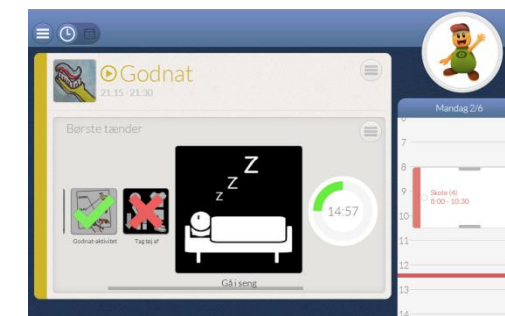 Godnat
21:15 - 21:30
Børste tænder
z
z
Z
Z
14:57
Godnat-aktivitet
Tag tøj af
Gå i seng
Mandag 2/6
7
8
9
Skole (4)
8:00 - 10:30
10
11
12
13
14